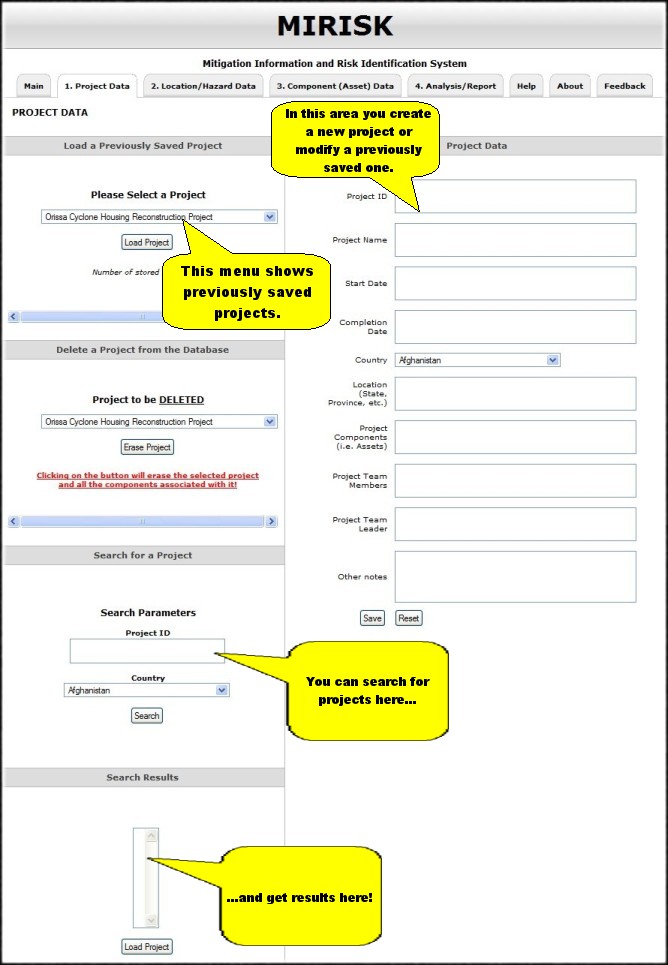 MIRISK
Mitigation Information and Risk Identification System
Main
1. Project Data
2. Location/Hazard Data
3. Component (Asset) Data
4. Analysis/Report
Help
About
Feedback
PROJECT DATA
Load a Previously Saved Project
Please Select a Project
Orissa Cyclone Housing Reconstruction Project
Load Project
Number of stored
This menu shows
previously saved
projects.
Delete a Project from the Database
Project to be DELETED
Orissa Cyclone Housing Reconstruction Project
Erase Project
Clicking on the button will erase the selected project
and all the components associated with it!
Search for a Project
Search Parameters
Project ID
Country
Afghanistan
Search
You can search for
projects here...
Search Results
...and get results here!
Load Project
In this area you create
a new project or
modify a previously
saved one.
Project Data
Project ID
Project Name
Start Date
Completion
Date
Country
Afghanistan
Location
(State,
Province, etc.)
Project
Components
(i.e. Assets)
Project Team
Members
Project Team
Leader
Other notes
Save
Reset